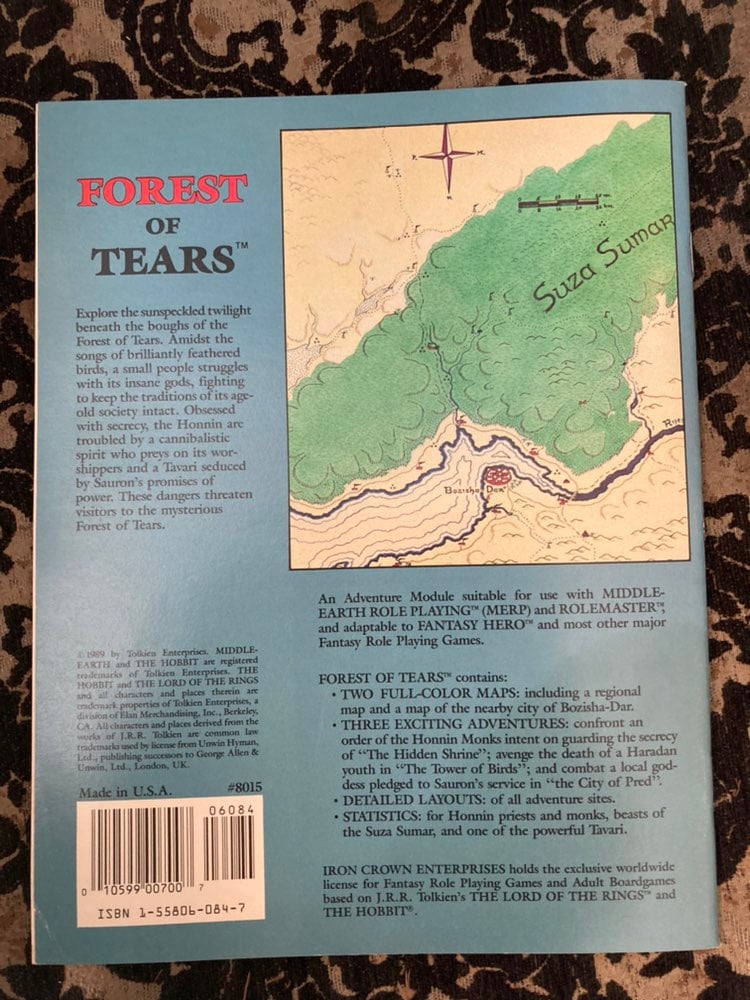 FOREST
OF
TEARS™
Explore the sunspeckled twilight
beneath the boughs of the
Forest of Tears. Amidst the
songs of brilliantly feathered
birds, a small people struggles
with its insane gods, fighting
to keep the traditions of its age-
old society intact. Obsessed
with secrecy, the Honnin are
troubled by a cannibalistic
spirit who preys on its wor-
shippers and a Tavari seduced
by Sauron's promises of
power. These dangers threaten
visitors to the mysterious
Forest of Tears.
©1989 by Tolkien Enterprises. MIDDLE-
EARTH and THE HOBBIT are registered
trademarks of Tolkien Enterprises. THE
HOBBIT and THE LORD OF THE RINGS
and all characters and places therein are
trademark properties of Tolkien Enterprises, a
division of Elan Merchandising, Inc., Berkeley,
CA. All characters and places derived from the
works of J.R.R. Tolkien are common law
trademarks used by license from Unwin Hyman,
Ltd., publishing successors to George Allen &
Unwin, Ltd., London, UK.
Made in U.S.A. #8015
06084
0 10599 00700 7
ISBN 1-55806-084-7
Suza Sumar
Bozisha Dar
An Adventure Module suitable for use with MIDDLE-
EARTH ROLE PLAYING™ (MERP) and ROLEMASTER™,
and adaptable to FANTASY HERO™ and most other major
Fantasy Role Playing Games.
FOREST OF TEARS™ contains:
• TWO FULL-COLOR MAPS: including a regional
map and a map of the nearby city of Bozisha-Dar.
• THREE EXCITING ADVENTURES: confront an
order of the Honnin Monks intent on guarding the secrecy
of "The Hidden Shrine"; avenge the death of a Haradan
youth in "The Tower of Birds"; and combat a local god-
dess pledged to Sauron's service in "the City of Pred".
• DETAILED LAYOUTS: of all adventure sites.
• STATISTICS: for Honnin priests and monks, beasts of
the Suza Sumar, and one of the powerful Tavari.
IRON CROWN ENTERPRISES holds the exclusive worldwide
license for Fantasy Role Playing Games and Adult Boardgames
based on J.R.R. Tolkien's THE LORD OF THE RINGS™ and
THE HOBBIT®.